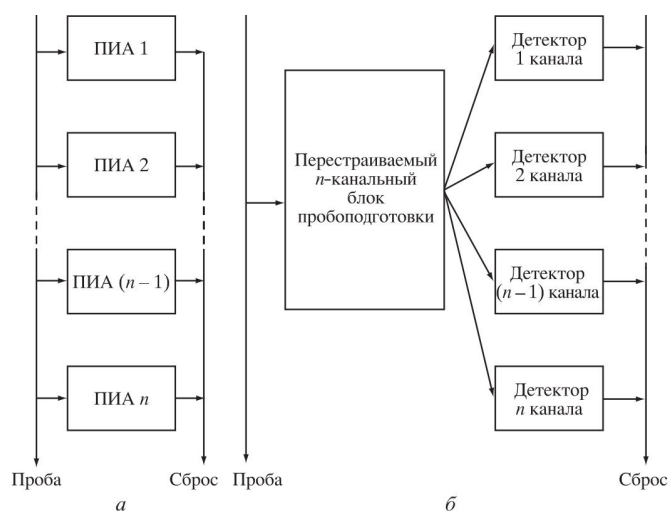 ПИА 1
ПИА 2
ПИА (n – 1)
ПИА n
Проба
Сброс
а
Перестраиваемый
n-канальный
блок
пробоподготовки
Детектор
1 канала
Детектор
2 канала
Детектор
(n – 1) канала
Детектор
n канала
Проба
Сброс
б